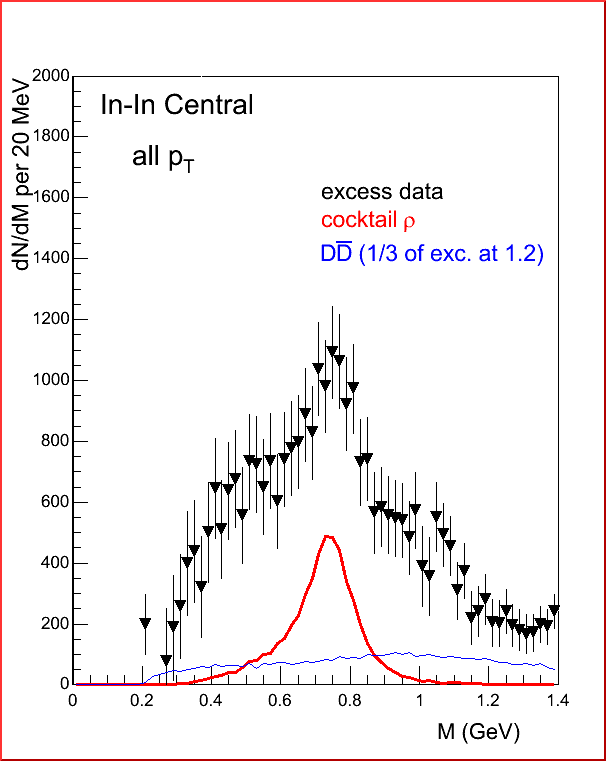 dN/dM per 20 MeV
2000
1800
1600
1400
1200
1000
800
600
400
200
0
In-In Central
all p_T
excess data
cocktail ρ
DD̅ (1/3 of exc. at 1.2)
0 0.2 0.4 0.6 0.8 1 1.2 1.4
M (GeV)